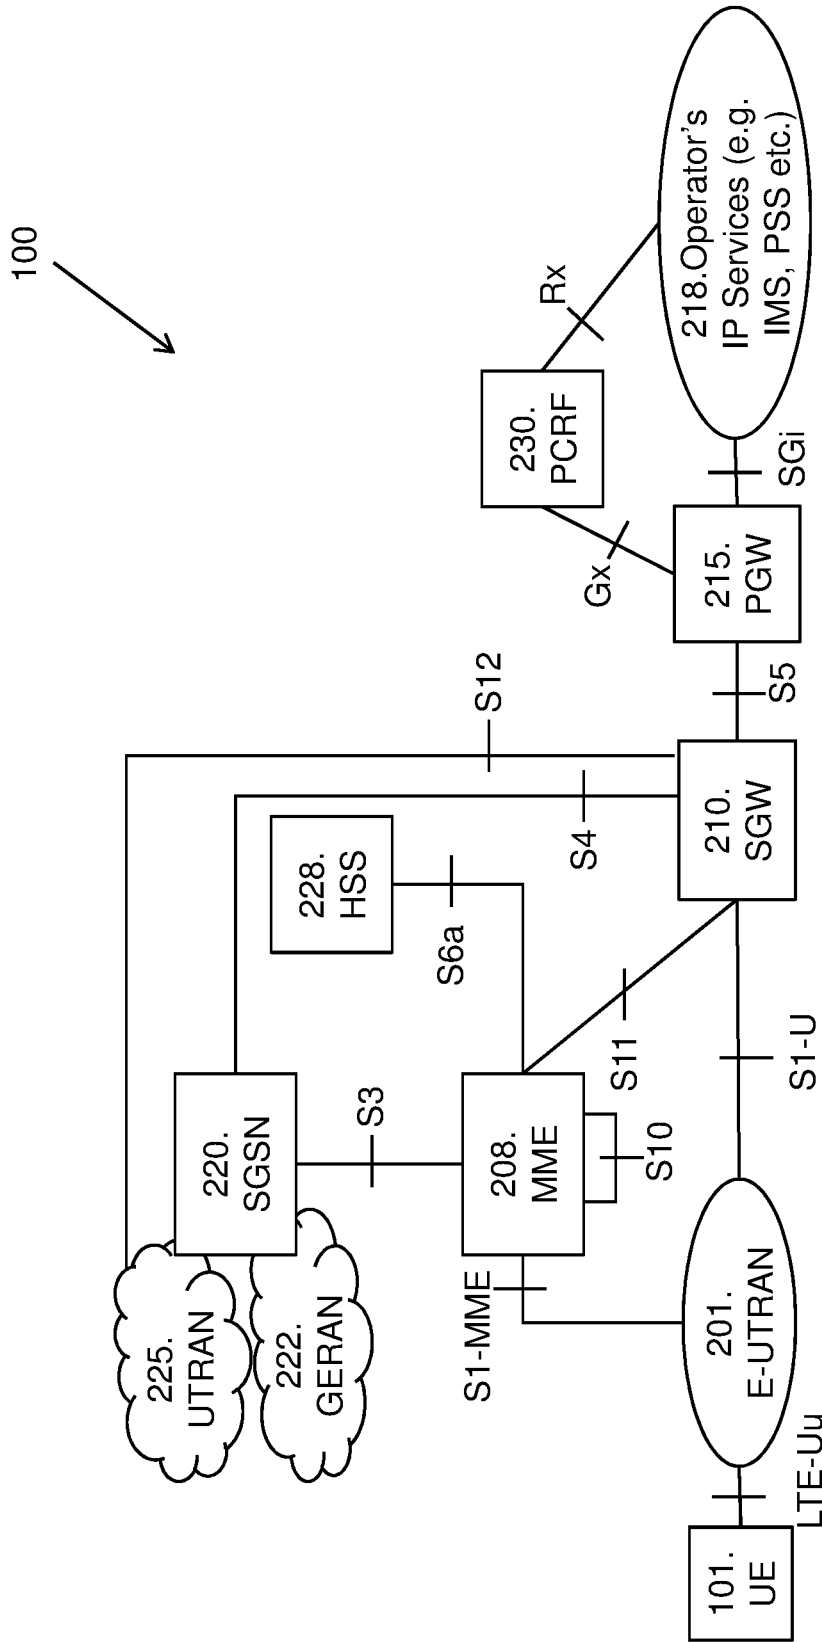 100
225.
UTRAN
222.
GERAN
220.
SGSN
S3
228.
HSS
S6a
S4
S12
S1-MME
208.
MME
S10
S11
Gx
230.
PCRF
Rx
101.
UE
LTE-Uu
201.
E-UTRAN
S1-U
210.
SGW
S5
215.
PGW
SGi
218.Operator's
IP Services (e.g.
IMS, PSS etc.)